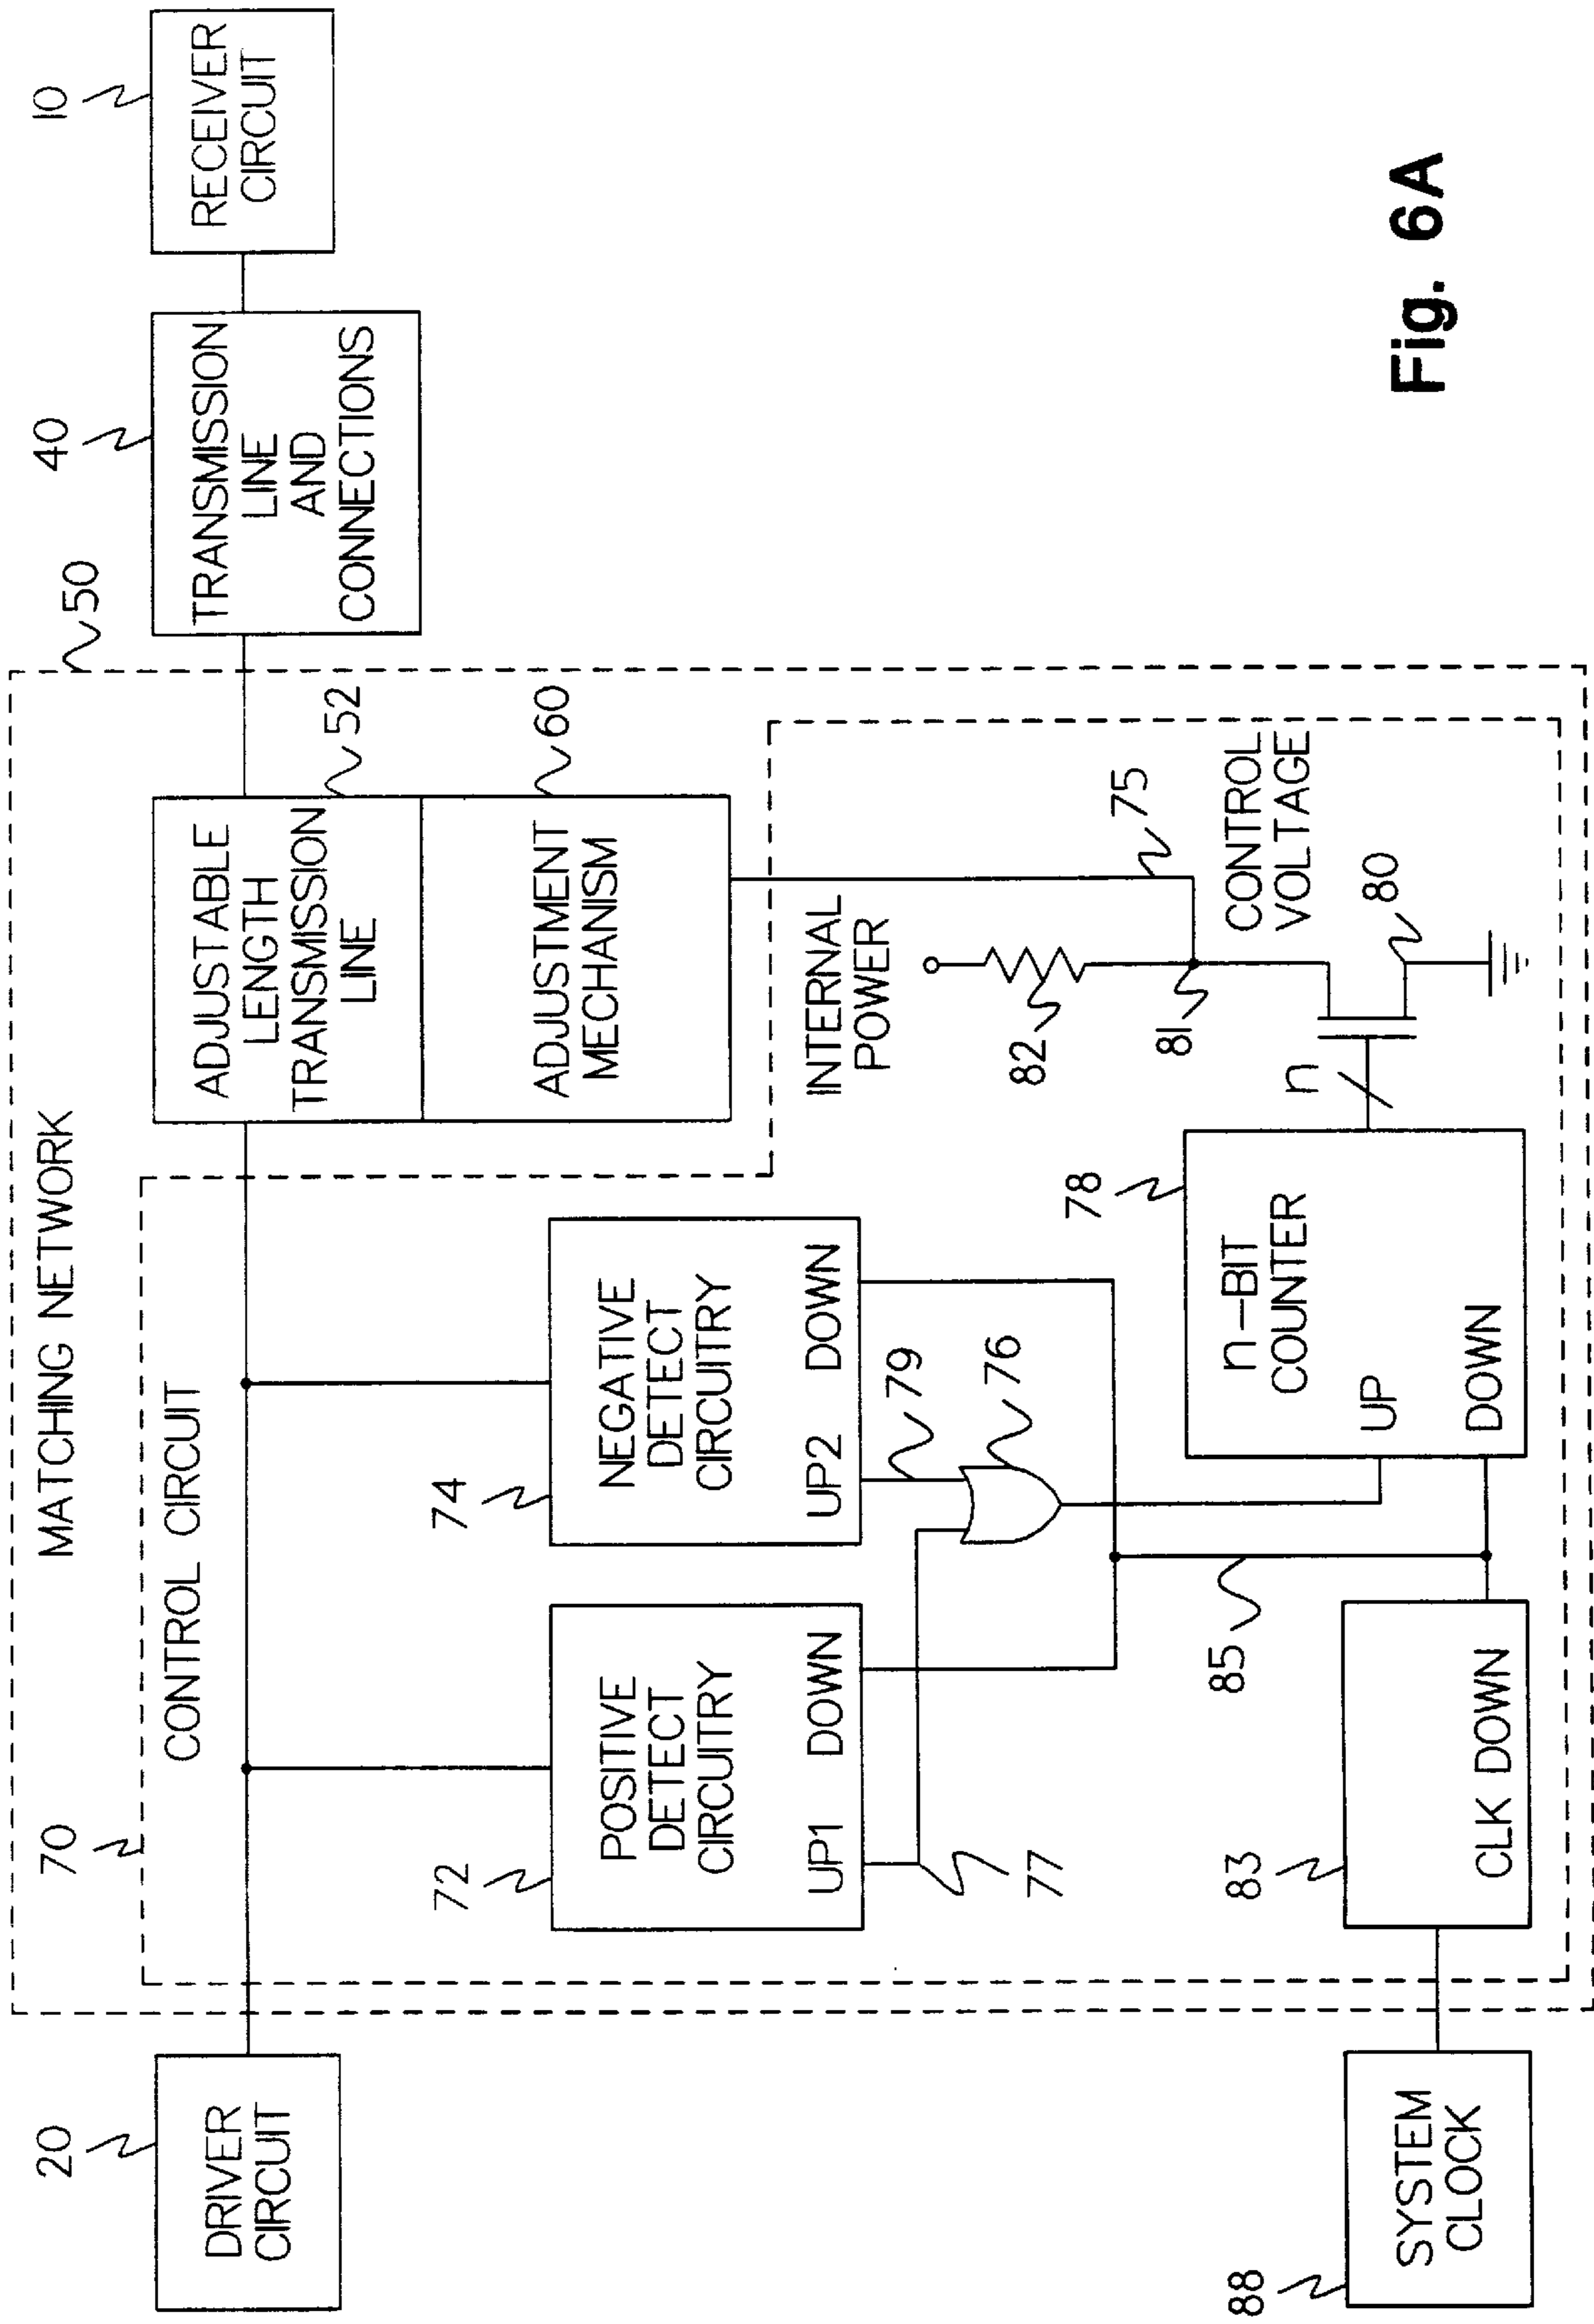 MATCHING NETWORK
50
70
CONTROL CIRCUIT
20
DRIVER
CIRCUIT
ADJUSTABLE
LENGTH
TRANSMISSION
LINE
52
ADJUSTMENT
MECHANISM
60
40
TRANSMISSION
LINE
AND
CONNECTIONS
10
RECEIVER
CIRCUIT
72
POSITIVE
DETECT
CIRCUITRY
UP1 DOWN
74
NEGATIVE
DETECT
CIRCUITRY
UP2 DOWN
77
79
76
INTERNAL
POWER
82
81
75
CONTROL
VOLTAGE
80
n
78
n-BIT
COUNTER
UP
DOWN
85
83
CLK DOWN
88
SYSTEM
CLOCK
Fig. 6A